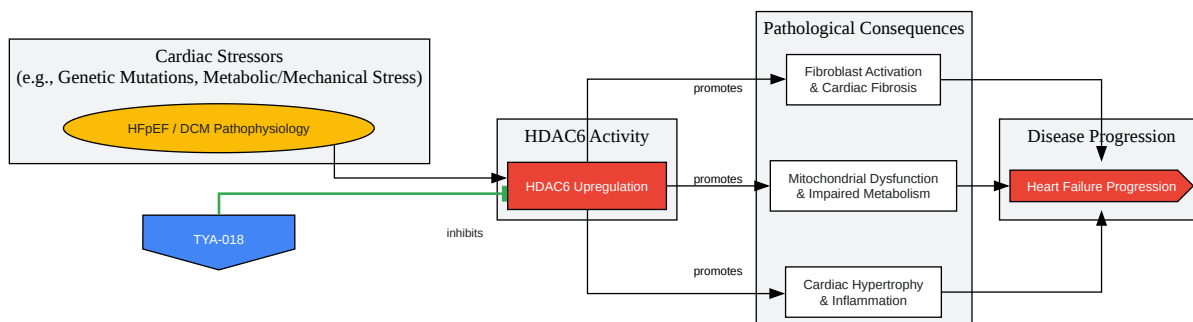 Cardiac Stressors
(e.g., Genetic Mutations, Metabolic/Mechanical Stress)
HFpEF / DCM Pathophysiology
TYA-018
inhibits
HDAC6 Activity
HDAC6 Upregulation
promotes
promotes
promotes
Pathological Consequences
Fibroblast Activation
& Cardiac Fibrosis
Mitochondrial Dysfunction
& Impaired Metabolism
Cardiac Hypertrophy
& Inflammation
Disease Progression
Heart Failure Progression